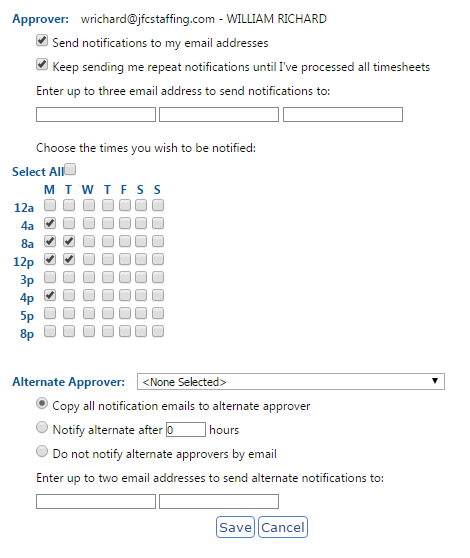 Approver: wrichard@jfcstaffing.com - WILLIAM RICHARD
Send notifications to my email addresses
Keep sending me repeat notifications until I've processed all timesheets
Enter up to three email address to send notifications to:
Choose the times you wish to be notified:
Select All
M T W T F S S
12a
4a
8a
12p
3p
4p
5p
8p
Alternate Approver: <None Selected>
Copy all notification emails to alternate approver
Notify alternate after 0 hours
Do not notify alternate approvers by email
Enter up to two email addresses to send alternate notifications to:
Save Cancel